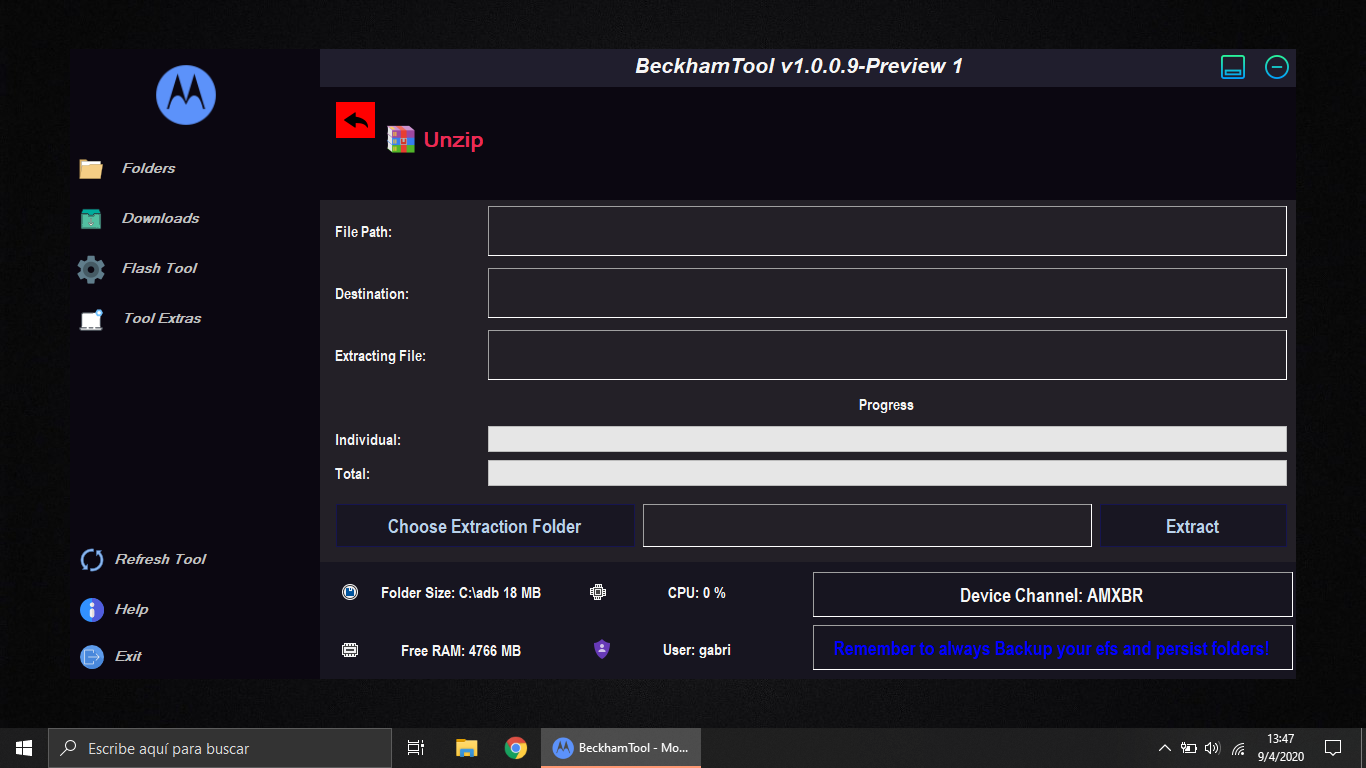 BeckhamTool v1.0.0.9-Preview 1
Unzip
Folders
Downloads
Flash Tool
Tool Extras
Refresh Tool
Help
Exit
File Path:
Destination:
Extracting File:
Progress
Individual:
Total:
Choose Extraction Folder
Extract
Folder Size: C:\adb 18 MB
CPU: 0 %
Device Channel: AMXBR
Free RAM: 4766 MB
User: gabri
Remember to always Backup your efs and persist folders!
Escribe aquí para buscar
BeckhamTool - Mo...
13:47
9/4/2020